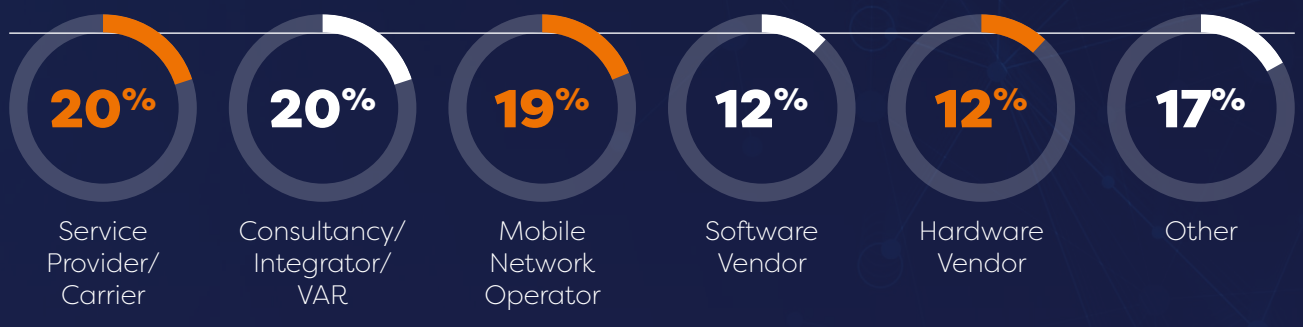 20%
20%
19%
12%
12%
17%
Service
Provider/
Carrier
Consultancy/
Integrator/
VAR
Mobile
Network
Operator
Software
Vendor
Hardware
Vendor
Other